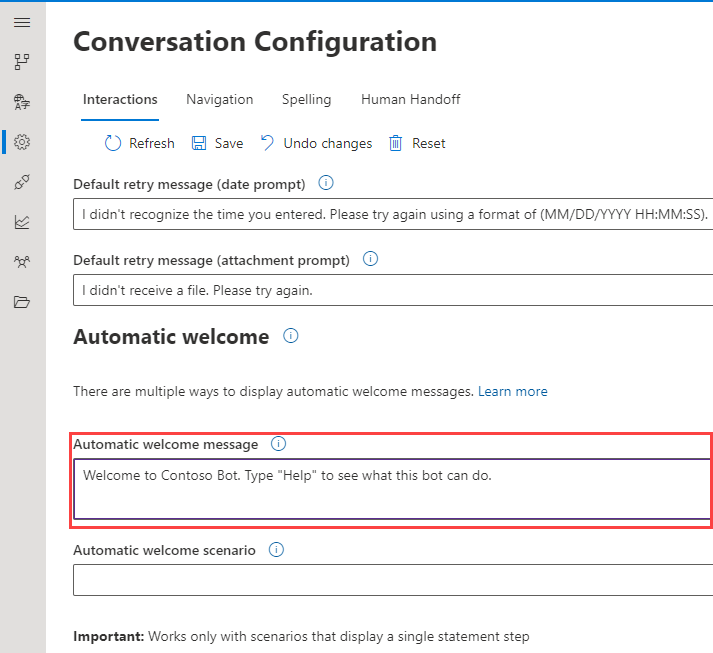 Conversation Configuration
Interactions Navigation Spelling Human Handoff
Refresh Save Undo changes Reset
Default retry message (date prompt)
I didn't recognize the time you entered. Please try again using a format of (MM/DD/YYYY HH:MM:SS).
Default retry message (attachment prompt)
I didn't receive a file. Please try again.
Automatic welcome
There are multiple ways to display automatic welcome messages. Learn more
Automatic welcome message
Welcome to Contoso Bot. Type "Help" to see what this bot can do.
Automatic welcome scenario
Important: Works only with scenarios that display a single statement step